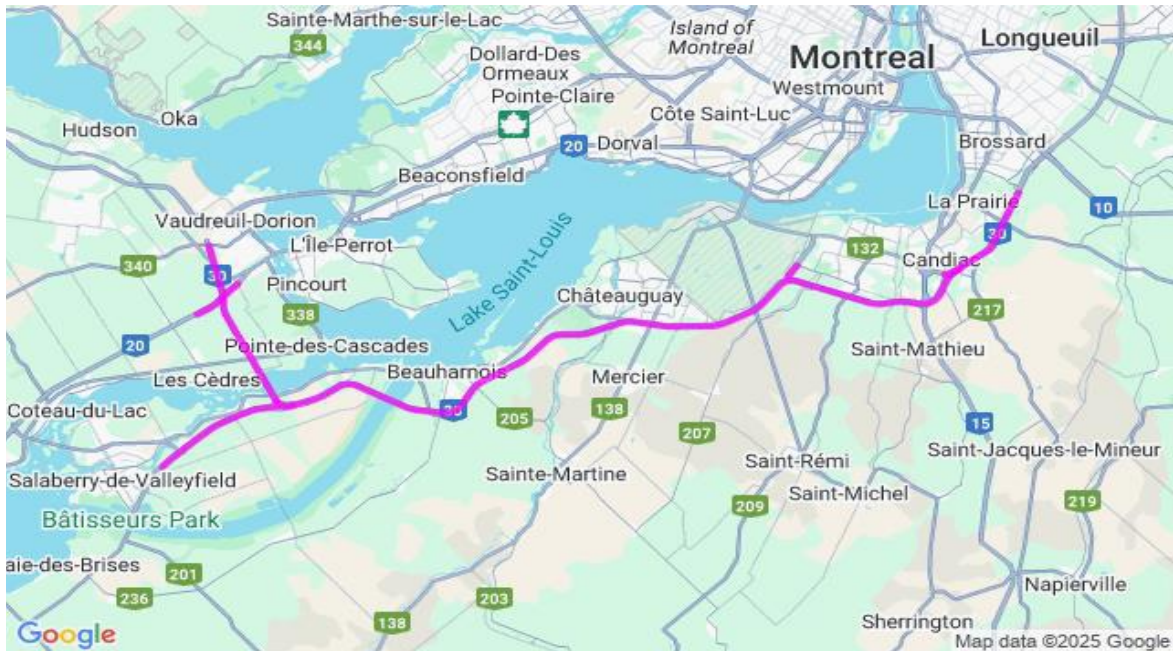 Sainte-Marthe-sur-le-Lac
344
Island of
Montreal
Longueuil
Dollard-Des
Ormeaux
Montreal
Pointe-Claire
Westmount
Oka
Hudson
Côte Saint-Luc
20
Dorval
Brossard
Beaconsfield
La Prairie
10
Vaudreuil-Dorion
L'Île-Perrot
30
132
340
30
Candiac
Pincourt
Lake Saint-Louis
Châteauguay
338
217
20
Pointe-des-Cascades
Saint-Mathieu
Les Cèdres
Beauharnois
Mercier
Coteau-du-Lac
30
205
138
15
207
Saint-Jacques-le-Mineur
Salaberry-de-Valleyfield
Sainte-Martine
Saint-Rémi
Saint-Michel
219
209
Bâtisseurs Park
aie-des-Brises
201
236
203
Napierville
138
Sherrington
Google
Map data ©2025 Google